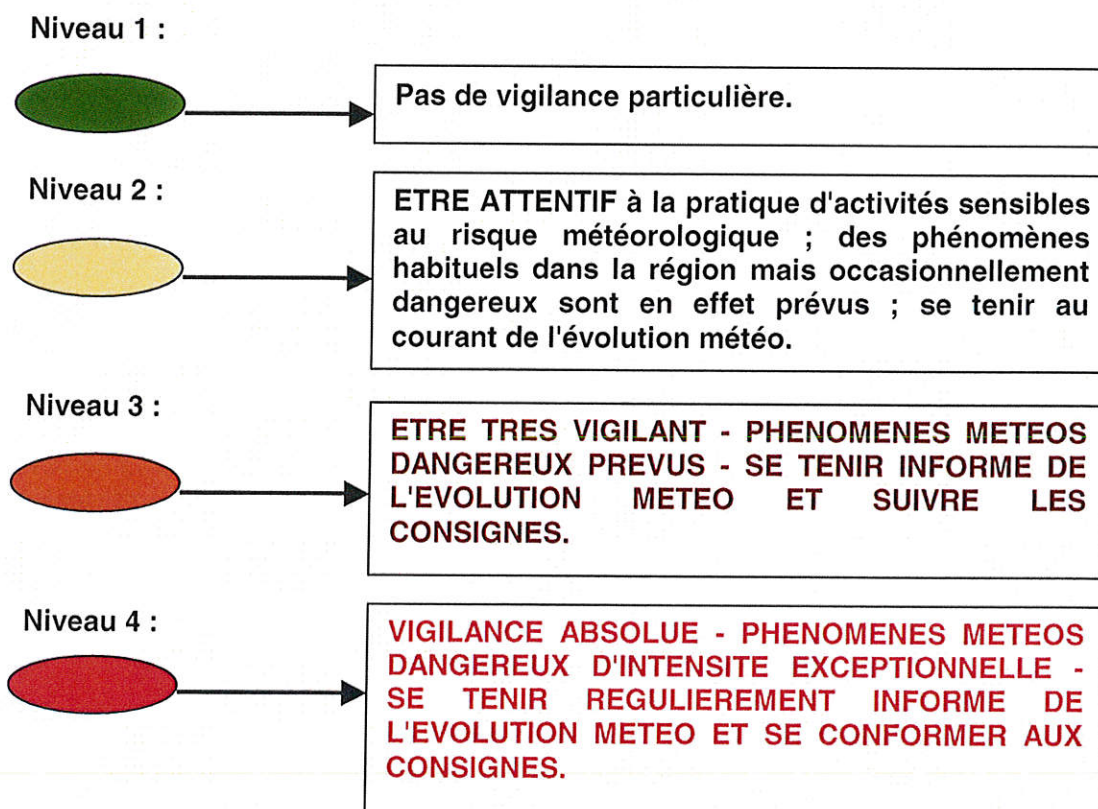 Niveau 1 :
Pas de vigilance particulière.
Niveau 2 :
ETRE ATTENTIF à la pratique d'activités sensibles
au risque météorologique ; des phénomènes
habituels dans la région mais occasionnellement
dangereux sont en effet prévus ; se tenir au
courant de l'évolution météo.
Niveau 3 :
ETRE TRES VIGILANT - PHENOMENES METEOS
DANGEREUX PREVUS - SE TENIR INFORME DE
L'EVOLUTION METEO ET SUIVRE LES
CONSIGNES.
Niveau 4 :
VIGILANCE ABSOLUE - PHENOMENES METEOS
DANGEREUX D'INTENSITE EXCEPTIONNELLE -
SE TENIR REGULIEREMENT INFORME DE
L'EVOLUTION METEO ET SE CONFORMER AUX
CONSIGNES.